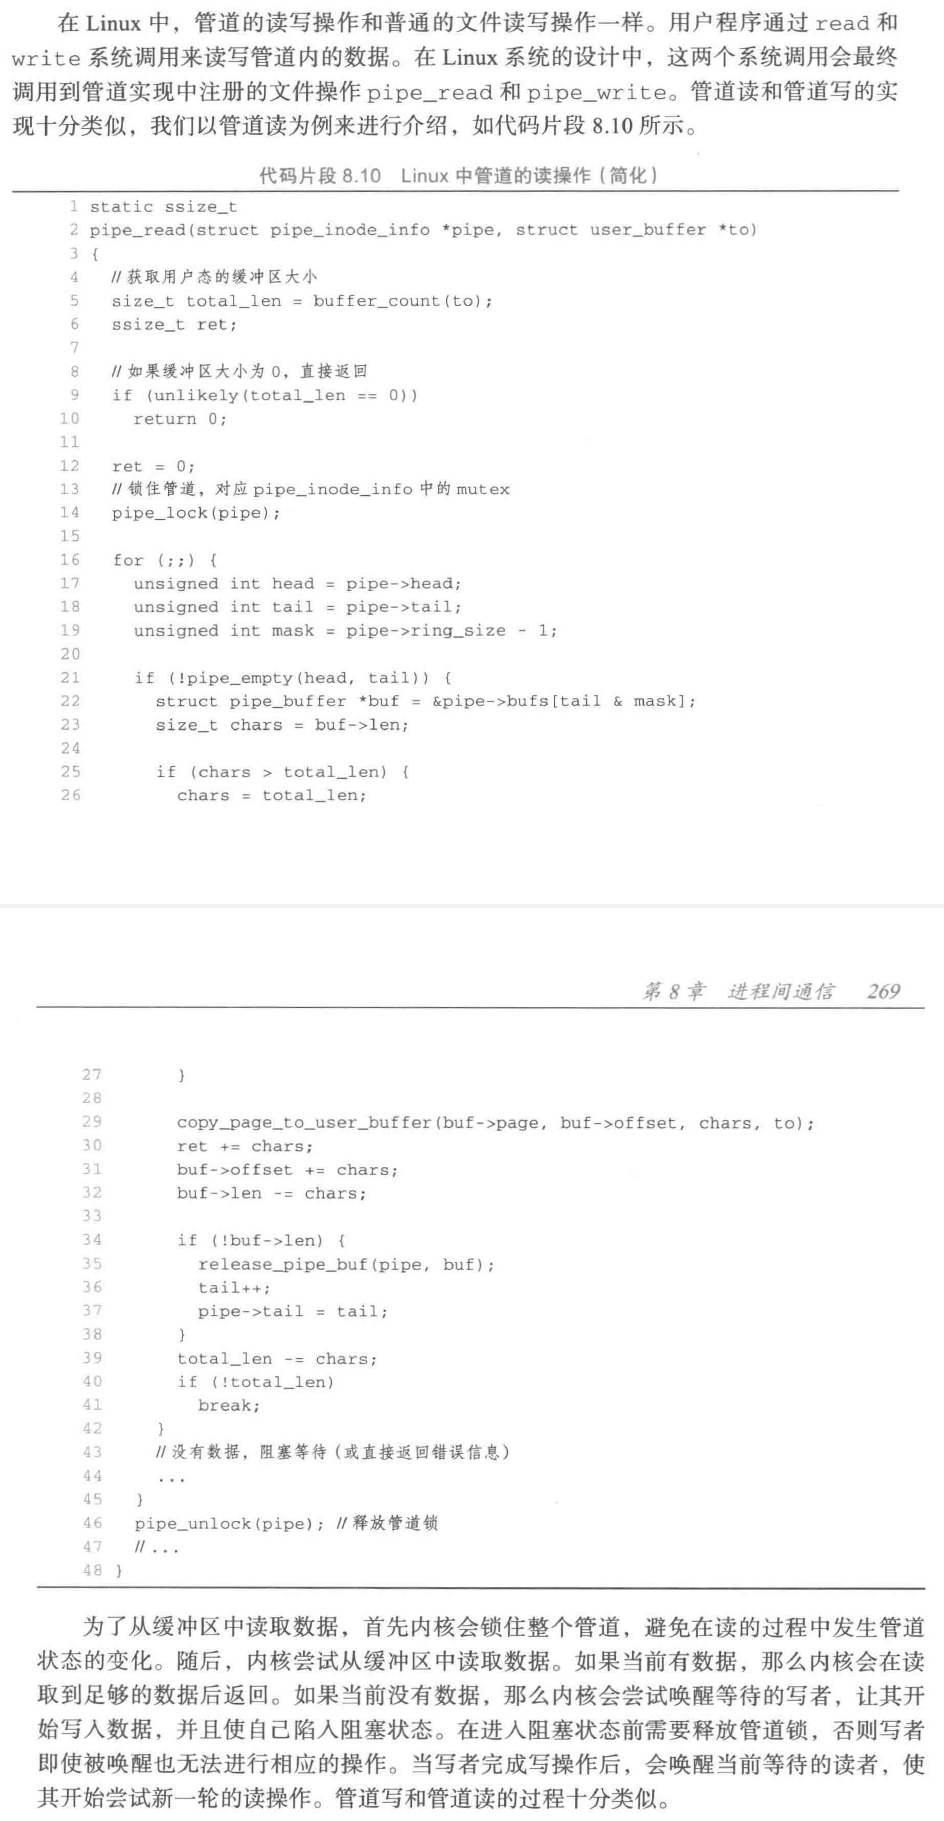 在 Linux 中，管道的读写操作和普通的文件读写操作一样。用户程序通过 read 和
write 系统调用来读写管道内的数据。在 Linux 系统的设计中，这两个系统调用会最终
调用到管道实现中注册的文件操作 pipe_read 和 pipe_write。管道读和管道写的实
现十分类似，我们以管道读为例来进行介绍，如代码片段 8.10 所示。
代码片段 8.10 Linux 中管道的读操作（简化）
1 static ssize_t
2 pipe_read(struct pipe_inode_info *pipe, struct user_buffer *to)
3 {
4 // 获取用户态的缓冲区大小
5 size_t total_len = buffer_count(to);
6 ssize_t ret;
7
8 // 如果缓冲区大小为 0，直接返回
9 if (unlikely(total_len == 0))
10 return 0;
11
12 ret = 0;
13 // 锁住管道，对应 pipe_inode_info 中的 mutex
14 pipe_lock(pipe);
15
16 for (;;) {
17 unsigned int head = pipe->head;
18 unsigned int tail = pipe->tail;
19 unsigned int mask = pipe->ring_size - 1;
20
21 if (!pipe_empty(head, tail)) {
22 struct pipe_buffer *buf = &pipe->bufs[tail & mask];
23 size_t chars = buf->len;
24
25 if (chars > total_len) {
26 chars = total_len;
第 8 章 进程间通信 269
27 }
28
29 copy_page_to_user_buffer(buf->page, buf->offset, chars, to);
30 ret += chars;
31 buf->offset += chars;
32 buf->len -= chars;
33
34 if (!buf->len) {
35 release_pipe_buf(pipe, buf);
36 tail++;
37 pipe->tail = tail;
38 }
39 total_len -= chars;
40 if (!total_len)
41 break;
42 }
43 // 没有数据，阻塞等待（或直接返回错误信息）
44 ...
45 }
46 pipe_unlock(pipe); // 释放管道锁
47 // ...
48 }
为了从缓冲区中读取数据，首先内核会锁住整个管道，避免在读的过程中发生管道
状态的变化。随后，内核尝试从缓冲区中读取数据。如果当前有数据，那么内核会在读
取到足够的数据后返回。如果当前没有数据，那么内核会尝试唤醒等待的写者，让其开
始写入数据，并且使自己陷入阻塞状态。在进入阻塞状态前需要释放管道锁，否则写者
即使被唤醒也无法进行相应的操作。当写者完成写操作后，会唤醒当前等待的读者，使
其开始尝试新一轮的读操作。管道写和管道读的过程十分类似。